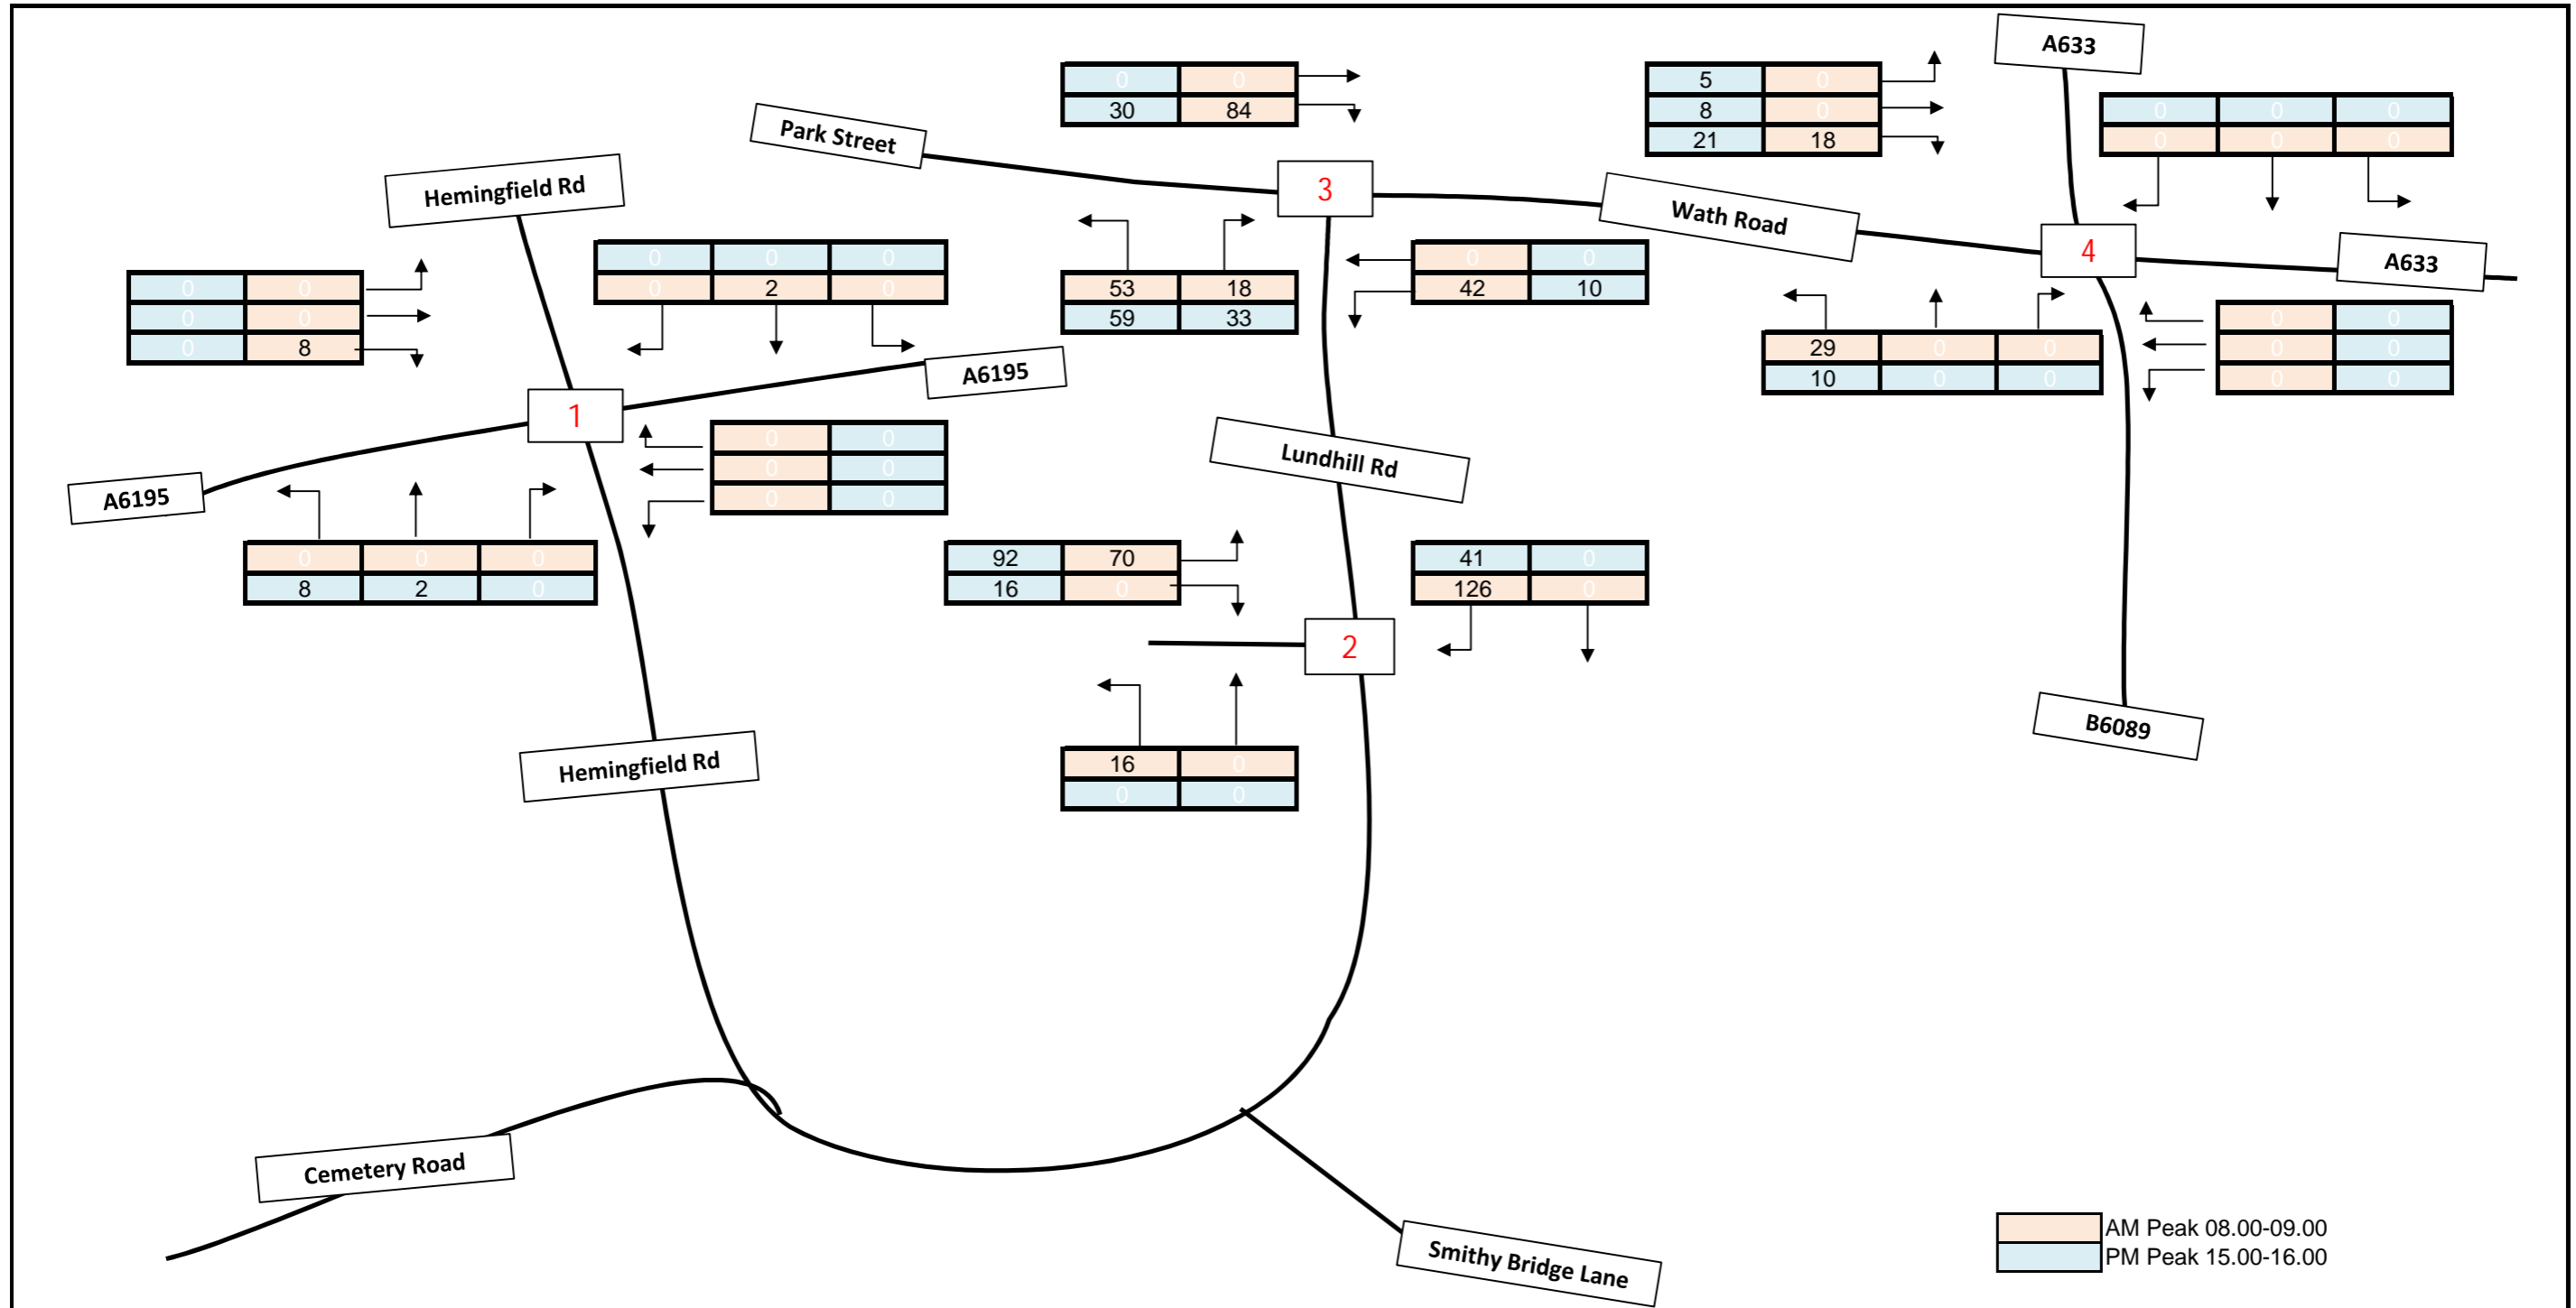 A633
0 0
30 84
5 0
8 0
21 18
0 0 0
0 0 0
Park Street
Hemingfield Rd
3
Wath Road
4
A633
0 0
0 0
0 8
0 0 0
0 2 0
53 18
59 33
0 0
42 10
29 0 0
10 0 0
0 0
0 0
0 0
A6195
1
0 0
0 0
0 0
Lundhill Rd
A6195
0 0 0
8 2 0
92 70
16 0
41 0
126 0
2
B6089
Hemingfield Rd
16 0
0 0
Cemetery Road
Smithy Bridge Lane
AM Peak 08.00-09.00
PM Peak 15.00-16.00